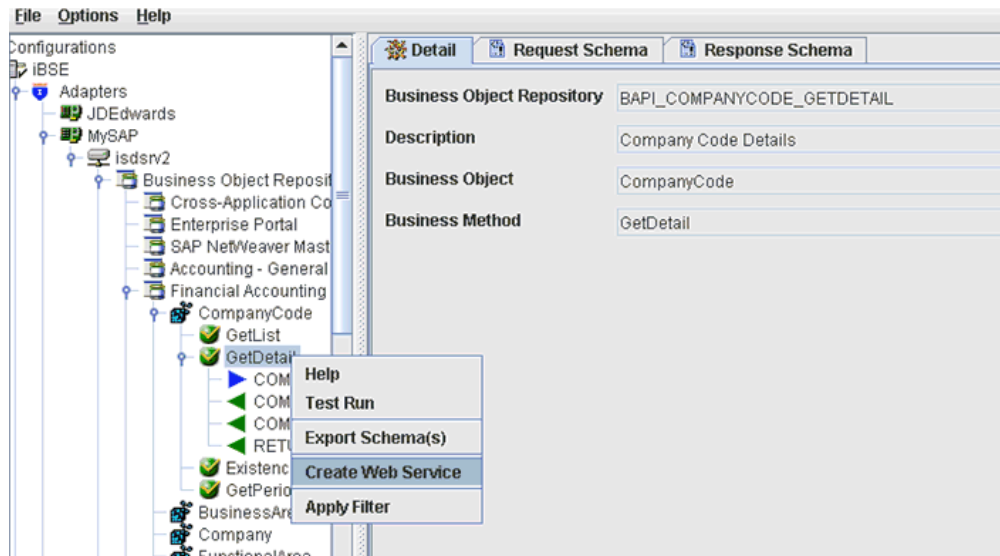 File Options Help
Configurations
iBSE
Adapters
JDEdwards
MySAP
isdsrv2
Business Object Reposit
Cross-Application Co
Enterprise Portal
SAP NetWeaver Mast
Accounting - General
Financial Accounting
CompanyCode
GetList
GetDetail
COM
COM
COM
RETU
Existenc
GetPerio
BusinessAre
Company
FunctionalArea
Help
Test Run
Export Schema(s)
Create Web Service
Apply Filter
Detail Request Schema Response Schema
Business Object Repository BAPI_COMPANYCODE_GETDETAIL
Description Company Code Details
Business Object CompanyCode
Business Method GetDetail